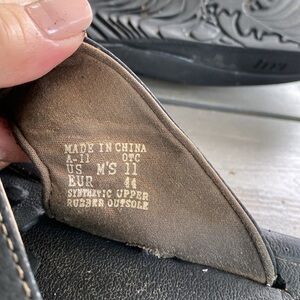 MADE IN CHINA
A-11 OTC
US M'S 11
EUR 44
SYNTHETIC UPPER
RUBBER OUTSOLE